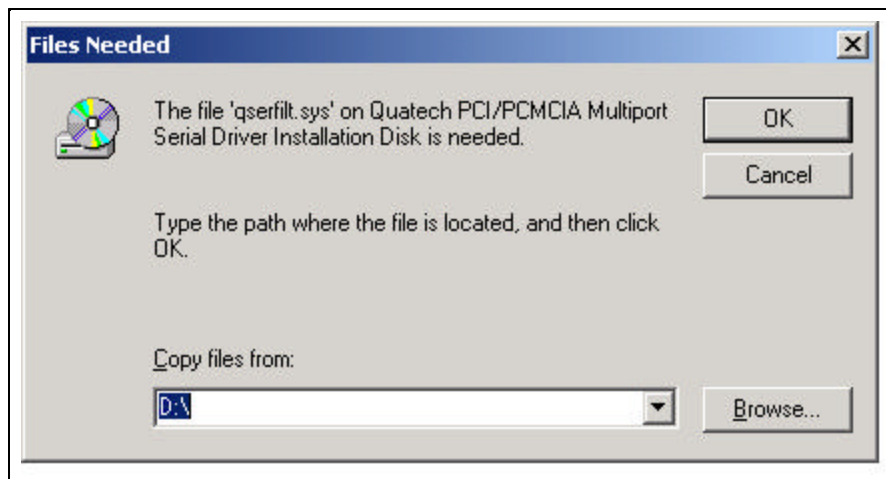 Files Needed
The file 'qserfilt.sys' on Quatech PCI/PCMCIA Multiport
Serial Driver Installation Disk is needed.
OK
Cancel
Type the path where the file is located, and then click
OK.
Copy files from:
D:\
Browse...